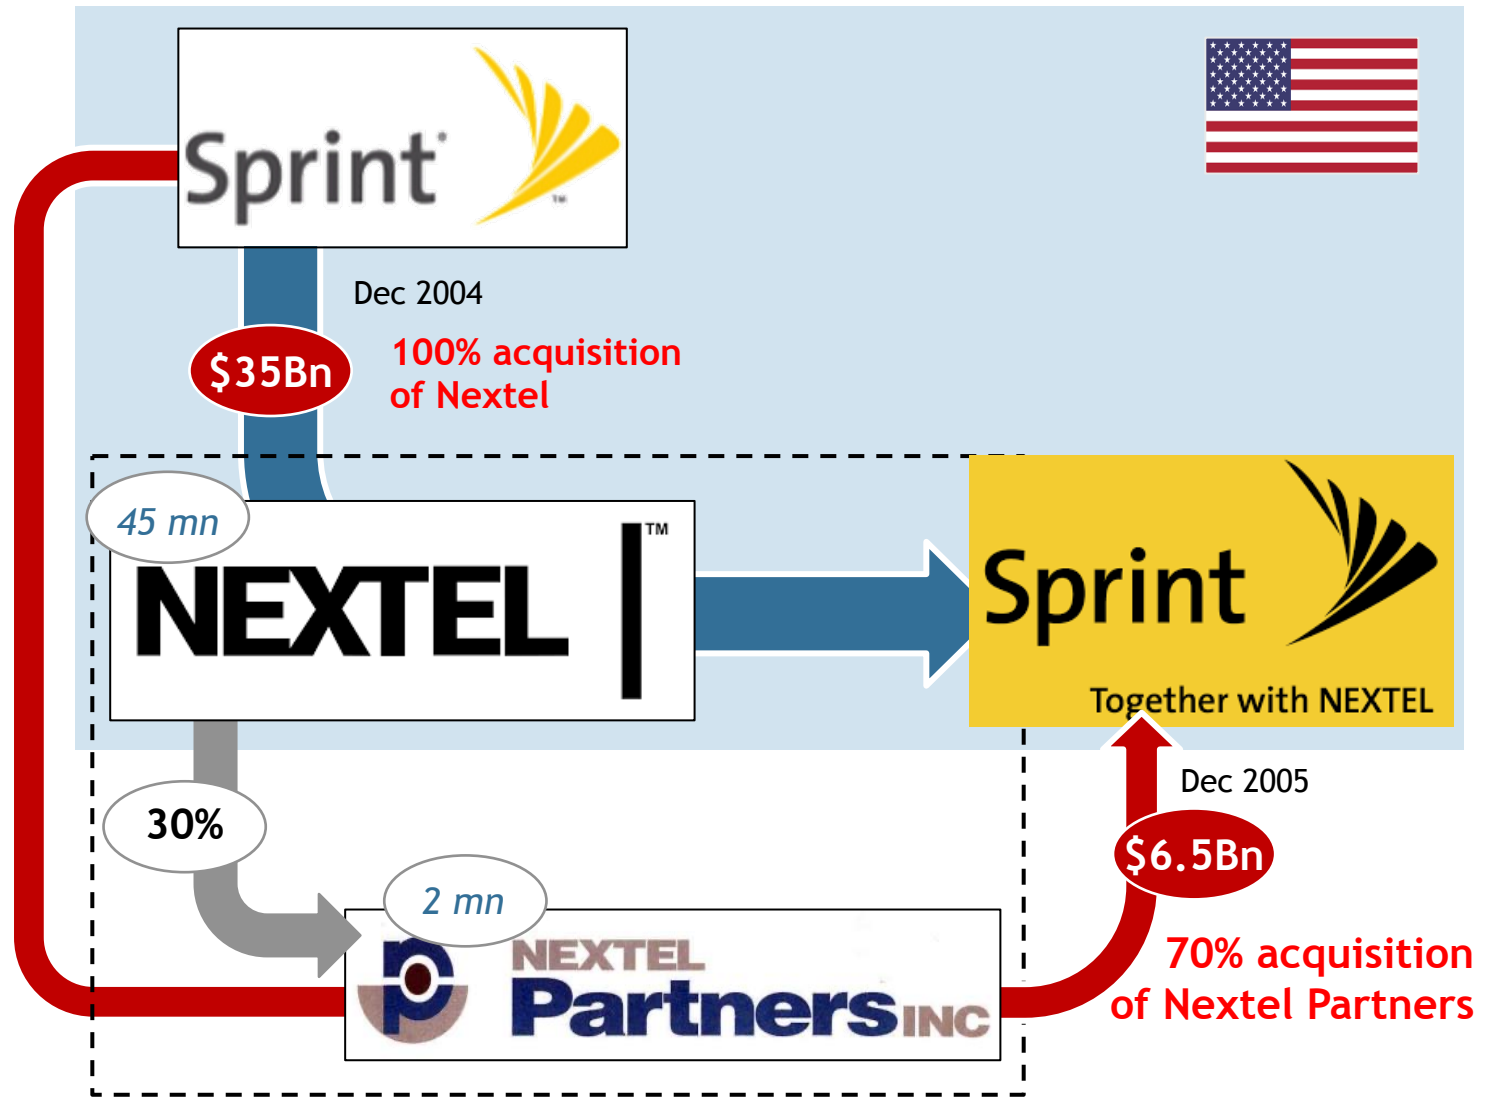 Sprint
TM
Dec 2004
$35Bn
100% acquisition
of Nextel
45 mn
NEXTEL
TM
Sprint
Together with NEXTEL
30%
Dec 2005
$6.5Bn
2 mn
NEXTEL
Partners INC
70% acquisition
of Nextel Partners